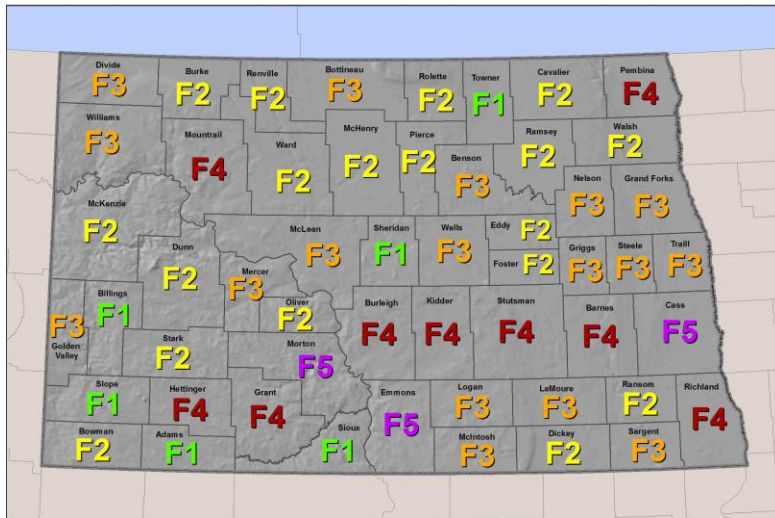 Divide
F3
Burke
F2
Renville
F2
Bottineau
F3
Rolette
F2
Towner
F1
Cavalier
F2
Pembina
F4
Williams
F3
Mountrail
F4
Ward
F2
McHenry
F2
Pierce
F2
Benson
F3
Ramsey
F2
Walsh
F2
Nelson
F3
Grand Forks
F3
McKenzie
F2
Dunn
F2
Mercer
F3
McLean
F3
Sheridan
F1
Wells
F3
Eddy F2
Foster F2
Griggs
F3
Steele
F3
Traill
F3
F3
Golden
Valley
Billings
F1
Stark
F2
Oliver
F2
Morton
F5
Burleigh
F4
Kidder
F4
Stutsman
F4
Barnes
F4
Cass
F5
Slope
F1
Hettinger
F4
Grant
F4
Emmons
F5
Logan
F3
LaMoure
F3
Ransom
F2
Richland
F4
Bowman
F2
Adams
F1
Sioux
F1
McIntosh
F3
Dickey
F2
Sargent
F3